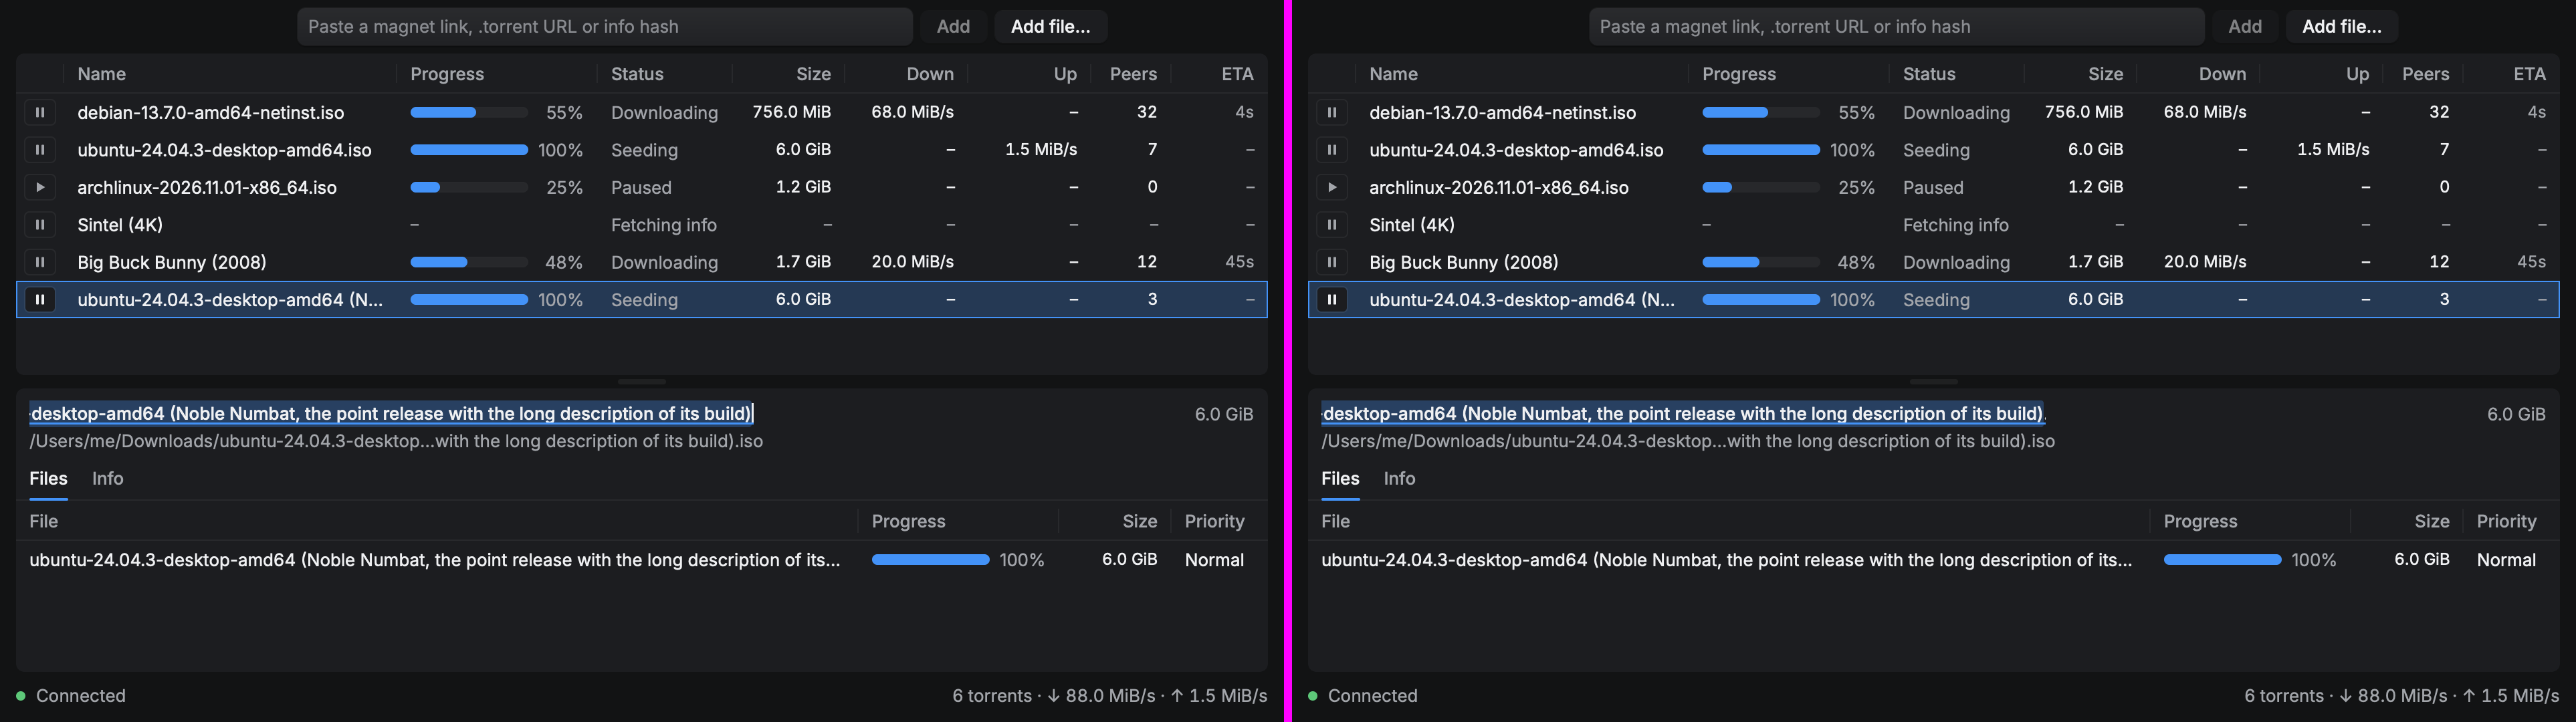 Paste a magnet link, .torrent URL or info hash Add Add file...
Name Progress Status Size Down Up Peers ETA
debian-13.7.0-amd64-netinst.iso 55% Downloading 756.0 MiB 68.0 MiB/s – 32 4s
ubuntu-24.04.3-desktop-amd64.iso 100% Seeding 6.0 GiB – 1.5 MiB/s 7 –
archlinux-2026.11.01-x86_64.iso 25% Paused 1.2 GiB – – 0 –
Sintel (4K) – Fetching info – – – – –
Big Buck Bunny (2008) 48% Downloading 1.7 GiB 20.0 MiB/s – 12 45s
ubuntu-24.04.3-desktop-amd64 (N... 100% Seeding 6.0 GiB – – 3 –
-desktop-amd64 (Noble Numbat, the point release with the long description of its build) 6.0 GiB
/Users/me/Downloads/ubuntu-24.04.3-desktop...with the long description of its build).iso
Files Info
File Progress Size Priority
ubuntu-24.04.3-desktop-amd64 (Noble Numbat, the point release with the long description of its... 100% 6.0 GiB Normal
Connected 6 torrents · ↓ 88.0 MiB/s · ↑ 1.5 MiB/s
Paste a magnet link, .torrent URL or info hash Add Add file...
Name Progress Status Size Down Up Peers ETA
debian-13.7.0-amd64-netinst.iso 55% Downloading 756.0 MiB 68.0 MiB/s – 32 4s
ubuntu-24.04.3-desktop-amd64.iso 100% Seeding 6.0 GiB – 1.5 MiB/s 7 –
archlinux-2026.11.01-x86_64.iso 25% Paused 1.2 GiB – – 0 –
Sintel (4K) – Fetching info – – – – –
Big Buck Bunny (2008) 48% Downloading 1.7 GiB 20.0 MiB/s – 12 45s
ubuntu-24.04.3-desktop-amd64 (N... 100% Seeding 6.0 GiB – – 3 –
-desktop-amd64 (Noble Numbat, the point release with the long description of its build). 6.0 GiB
/Users/me/Downloads/ubuntu-24.04.3-desktop...with the long description of its build).iso
Files Info
File Progress Size Priority
ubuntu-24.04.3-desktop-amd64 (Noble Numbat, the point release with the long description of its... 100% 6.0 GiB Normal
Connected 6 torrents · ↓ 88.0 MiB/s · ↑ 1.5 MiB/s